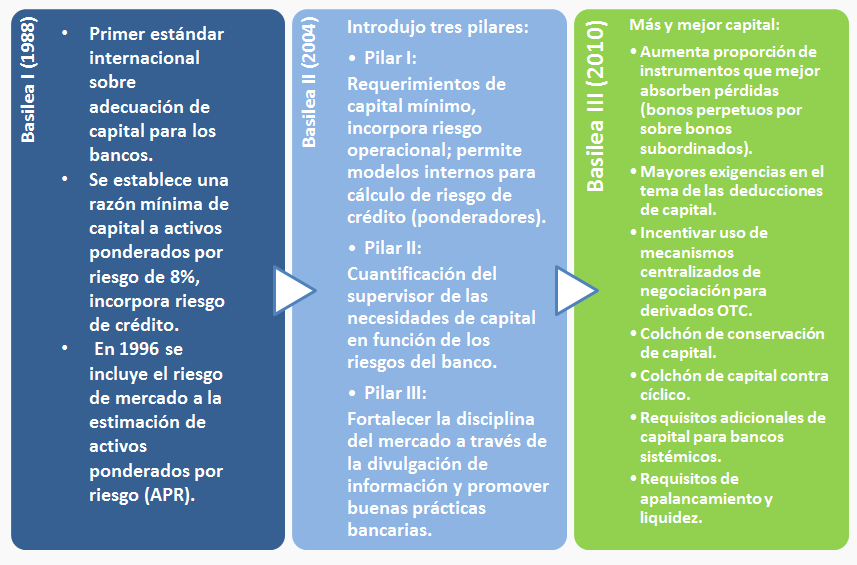 Basilea I (1988)
• Primer estándar
internacional
sobre
adecuación de
capital para los
bancos.
• Se establece una
razón mínima de
capital a activos
ponderados por
riesgo de 8%,
incorpora riesgo
de crédito.
• En 1996 se
incluye el riesgo
de mercado a la
estimación de
activos
ponderados por
riesgo (APR).
Basilea II (2004)
Introdujo tres pilares:
• Pilar I:
Requerimientos de
capital mínimo,
incorpora riesgo
operacional; permite
modelos internos para
cálculo de riesgo de
crédito (ponderadores).
• Pilar II:
Cuantificación del
supervisor de las
necesidades de capital
en función de los
riesgos del banco.
• Pilar III:
Fortalecer la disciplina
del mercado a través de
la divulgación de
información y promover
buenas prácticas
bancarias.
Basilea III (2010)
Más y mejor capital:
• Aumenta proporción de
instrumentos que mejor
absorben pérdidas
(bonos perpetuos por
sobre bonos
subordinados).
• Mayores exigencias en el
tema de las deducciones
de capital.
• Incentivar uso de
mecanismos
centralizados de
negociación para
derivados OTC.
• Colchón de conservación
de capital.
• Colchón de capital contra
cíclico.
• Requisitos adicionales de
capital para bancos
sistémicos.
• Requisitos de
apalancamiento y
liquidez.